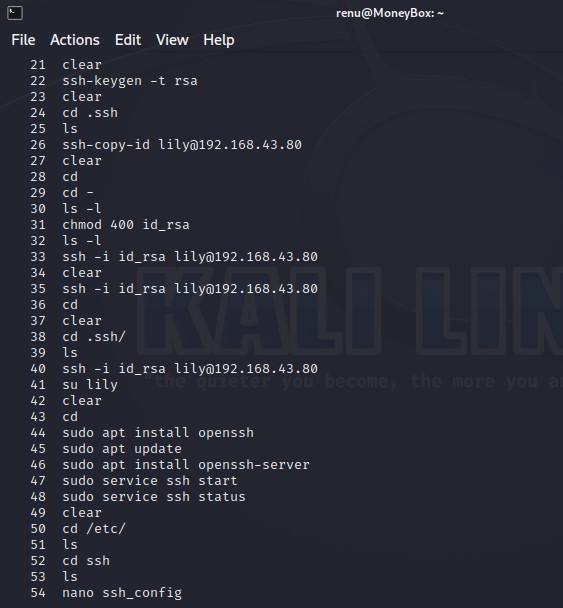 renu@MoneyBox: ~
File Actions Edit View Help
21 clear
22 ssh-keygen -t rsa
23 clear
24 cd .ssh
25 ls
26 ssh-copy-id lily@192.168.43.80
27 clear
28 cd
29 cd -
30 ls -l
31 chmod 400 id_rsa
32 ls -l
33 ssh -i id_rsa lily@192.168.43.80
34 clear
35 ssh -i id_rsa lily@192.168.43.80
36 cd
37 clear
38 cd .ssh/
39 ls
40 ssh -i id_rsa lily@192.168.43.80
41 su lily
42 clear
43 cd
44 sudo apt install openssh
45 sudo apt update
46 sudo apt install openssh-server
47 sudo service ssh start
48 sudo service ssh status
49 clear
50 cd /etc/
51 ls
52 cd ssh
53 ls
54 nano ssh_config
KALI LIN
"the quieter you become, the more you a